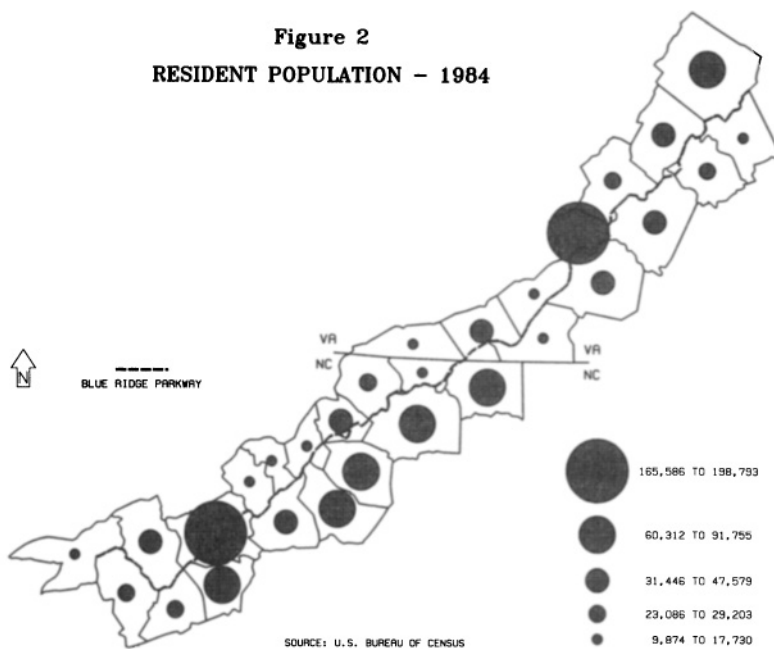 Figure 2
RESIDENT POPULATION - 1984
VA
NC
VA
NC
N
BLUE RIDGE PARKWAY
165,586 TO 198,793
60,312 TO 91,755
31,446 TO 47,579
23,086 TO 29,203
9,874 TO 17,730
SOURCE: U.S. BUREAU OF CENSUS